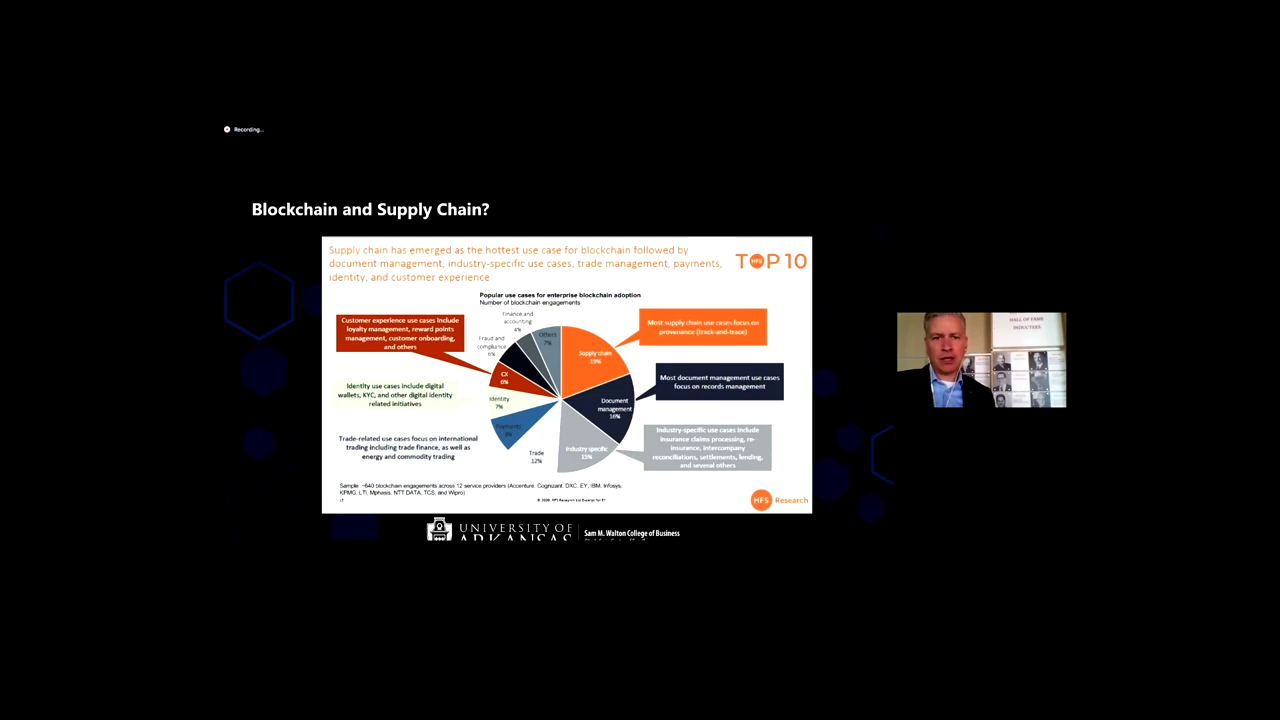 Recording...
Blockchain and Supply Chain?
Supply chain has emerged as the hottest use case for blockchain followed by
document management, industry-specific use cases, trade management, payments,
identity, and customer experience
TOP 10
HFS
Popular use cases for enterprise blockchain adoption
Number of blockchain engagements
Customer experience use cases include
loyalty management, reward points
management, customer onboarding,
and others
Identity use cases include digital
wallets, KYC, and other digital identity
related initiatives
Trade-related use cases focus on international
trading including trade finance, as well as
energy and commodity trading
Finance and
accounting
4%
Others
7%
Fraud and
compliance
6%
CX
6%
Identity
7%
Payments
Trade
12%
Industry specific
15%
Document
management
16%
Supply chain
19%
Most supply chain use cases focus on
provenance (track-and-trace)
Most document management use cases
focus on records management
Industry-specific use cases include
insurance claims processing, re-
insurance, intercompany
reconciliations, settlements, lending,
and several others
Sample: ~640 blockchain engagements across 12 service providers (Accenture, Cognizant, DXC, EY, IBM, Infosys,
KPMG, LTI, Mphasis, NTT DATA, TCS, and Wipro)
HFS Research
UNIVERSITY OF
ARKANSAS
Sam M. Walton College of Business
HALL OF FAME
INDUCTEES